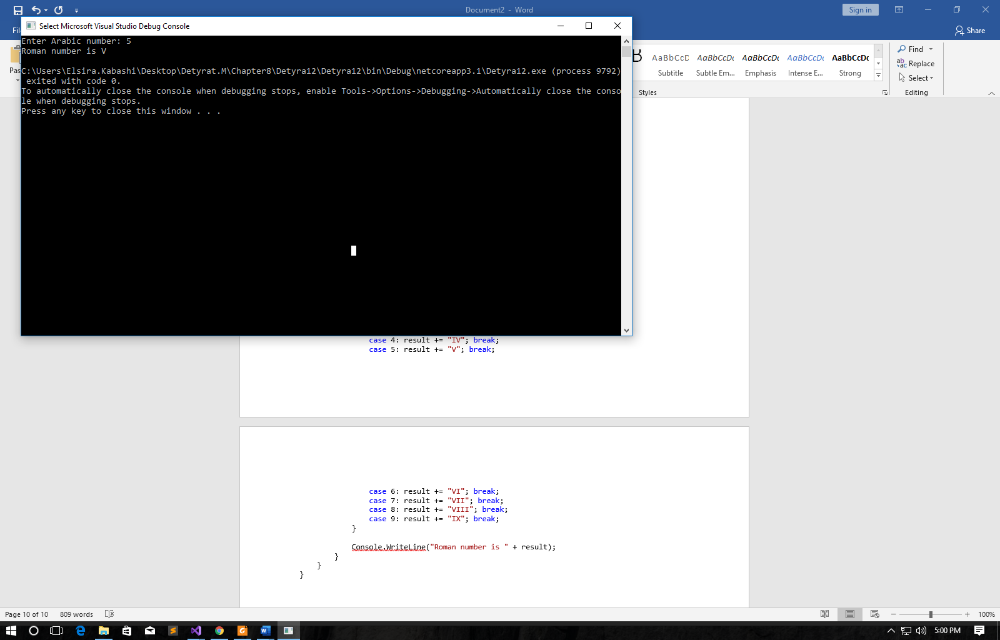 Document2 - Word
Sign in
Fi
Share
Select Microsoft Visual Studio Debug Console
Enter Arabic number: 5
Roman number is V
C:\Users\Elsira.Kabashi\Desktop\Detyrat.M\Chapter8\Detyra12\Detyra12\bin\Debug\netcoreapp3.1\Detyra12.exe (process 9792)
exited with code 0.
To automatically close the console when debugging stops, enable Tools->Options->Debugging->Automatically close the conso
le when debugging stops.
Press any key to close this window . . .
Pas
AaBbCcD AaBbCcDc AaBbCcDc AaBbCcDc AaBbCcDc
Subtitle Subtle Em... Emphasis Intense E... Strong
Styles
Find
Replace
Select
Editing
case 4: result += "IV"; break;
case 5: result += "V"; break;
case 6: result += "VI"; break;
case 7: result += "VII"; break;
case 8: result += "VIII"; break;
case 9: result += "IX"; break;
}
Console.WriteLine("Roman number is " + result);
}
}
}
Page 10 of 10 809 words
100%
5:00 PM